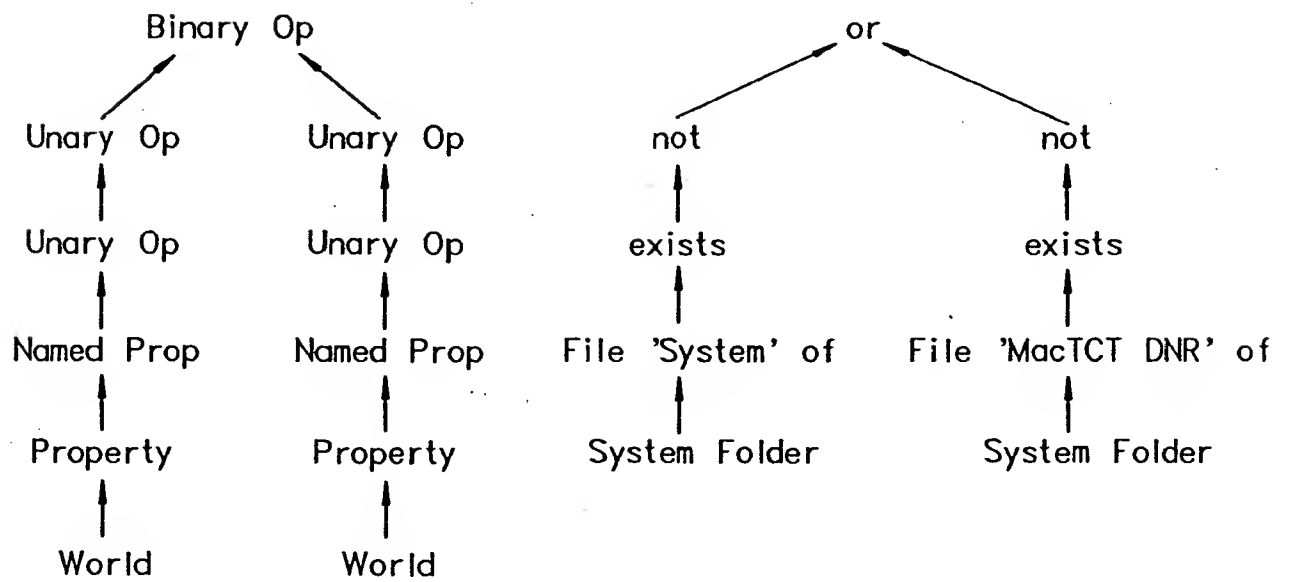 Binary Op or
Unary Op Unary Op not not
Unary Op Unary Op exists exists
Named Prop Named Prop File 'System' of File 'MacTCT DNR' of
Property Property System Folder System Folder
World World